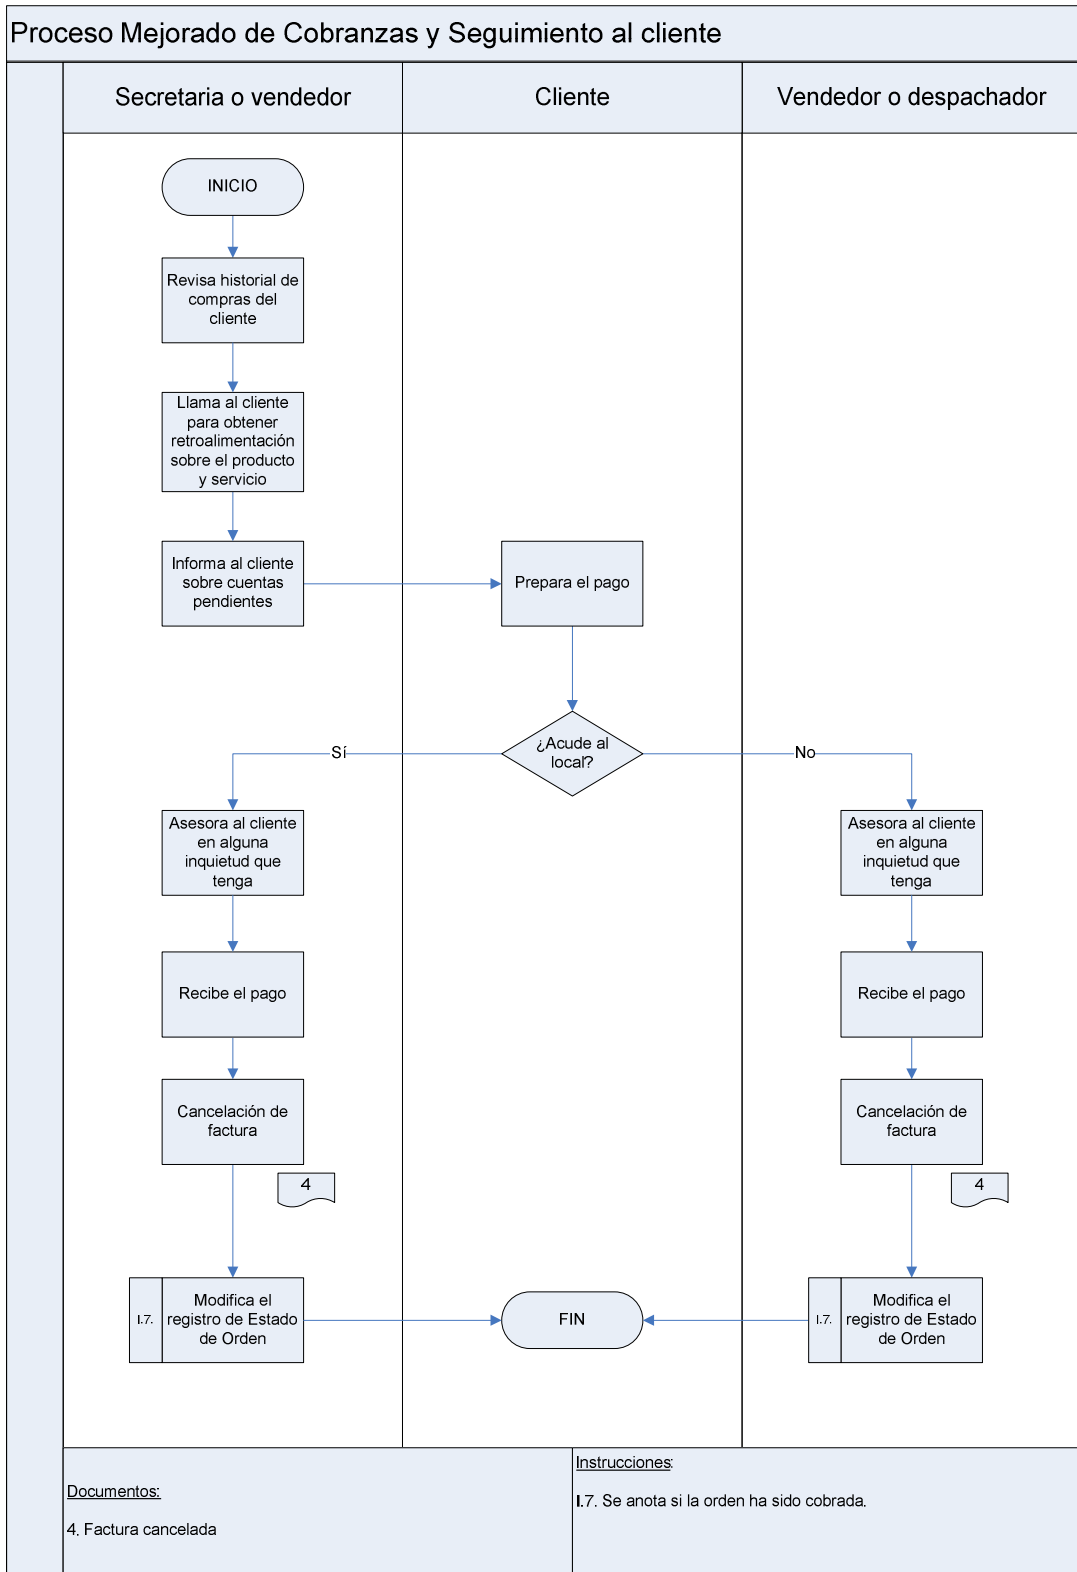 Proceso Mejorado de Cobranzas y Seguimiento al cliente
Secretaria o vendedor
Cliente
Vendedor o despachador
INICIO
Revisa historial de
compras del
cliente
Llama al cliente
para obtener
retroalimentación
sobre el producto
y servicio
Informa al cliente
sobre cuentas
pendientes
Prepara el pago
¿Acude al
local?
Sí
No
Asesora al cliente
en alguna
inquietud que
tenga
Asesora al cliente
en alguna
inquietud que
tenga
Recibe el pago
Recibe el pago
Cancelación de
factura
Cancelación de
factura
4
4
I.7.
Modifica el
registro de Estado
de Orden
FIN
I.7.
Modifica el
registro de Estado
de Orden
Documentos:
4. Factura cancelada
Instrucciones:
I.7. Se anota si la orden ha sido cobrada.